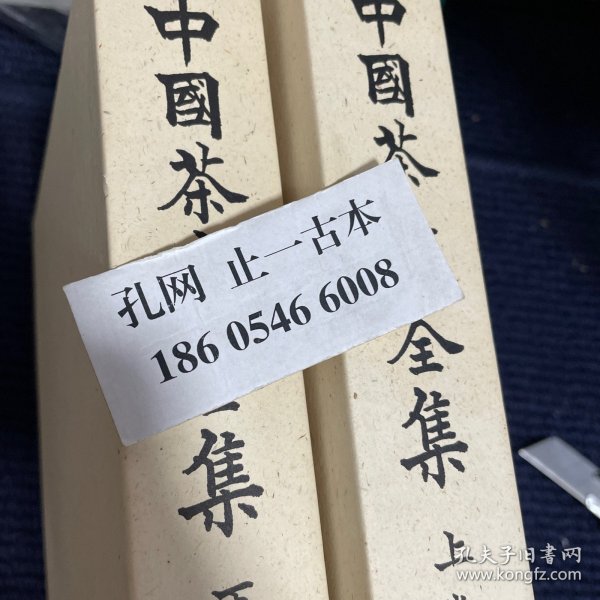 中國茶
集
中國茶
全集
上
孔网 止一古本
186 0546 6008
孔夫子旧書网
www.kongfz.com